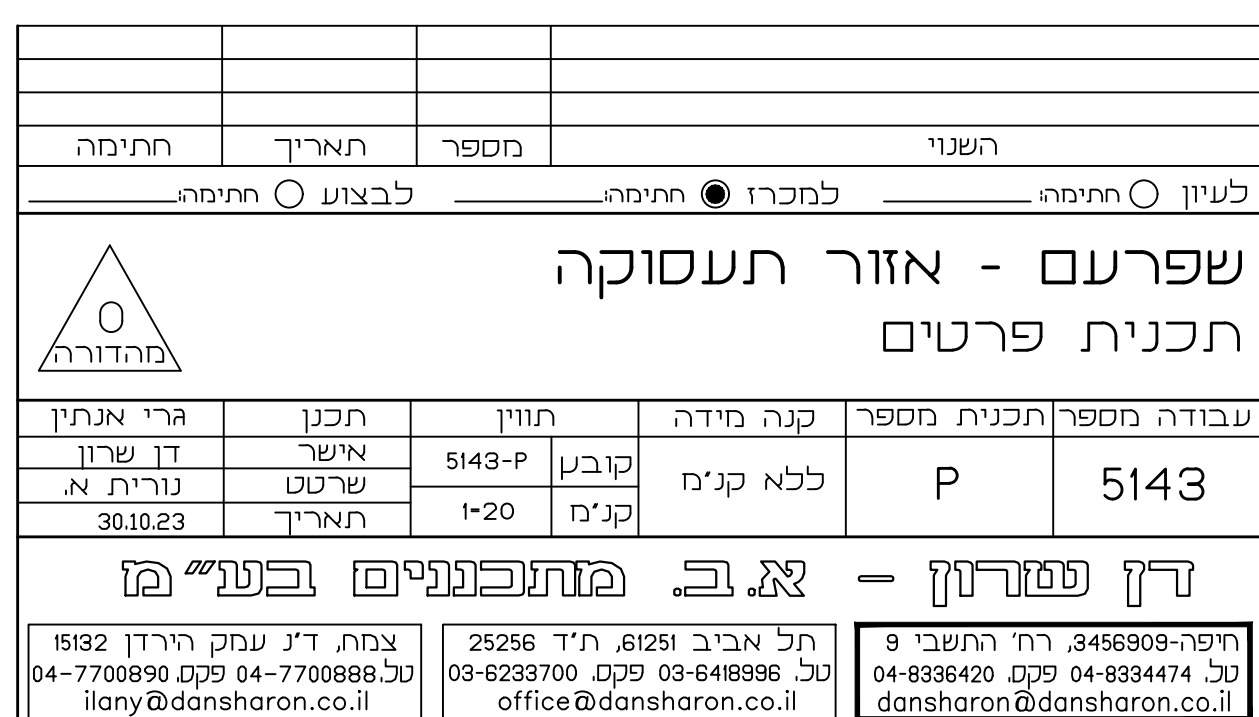 השנוי מספר תאריך חתימה
לעיון חתימה: למכרז חתימה: לבצוע חתימה:
שפרעם - אזור תעסוקה
תכנית פרטים
0
מהדורה
עבודה מספר תכנית מספר קנה מידה תווין תכנן גרי אנתין
5143 P ללא קנ'מ קובץ 5143-P אישר דן שרון
שרטט נורית א.
קנ'מ 1=20 תאריך 30.10.23
דן שרון – א.ב. מתכננים בע״מ
חיפה-3456909, רח' התשבי 9
טל. 04-8334474 פקס. 04-8336420
dansharon@dansharon.co.il
תל אביב 61251, ת'ד 25256
טל. 03-6418996 פקס. 03-6233700
office@dansharon.co.il
צמח, ד'נ עמק הירדן 15132
טל.04-7700888 פקס.04-7700890
ilany@dansharon.co.il